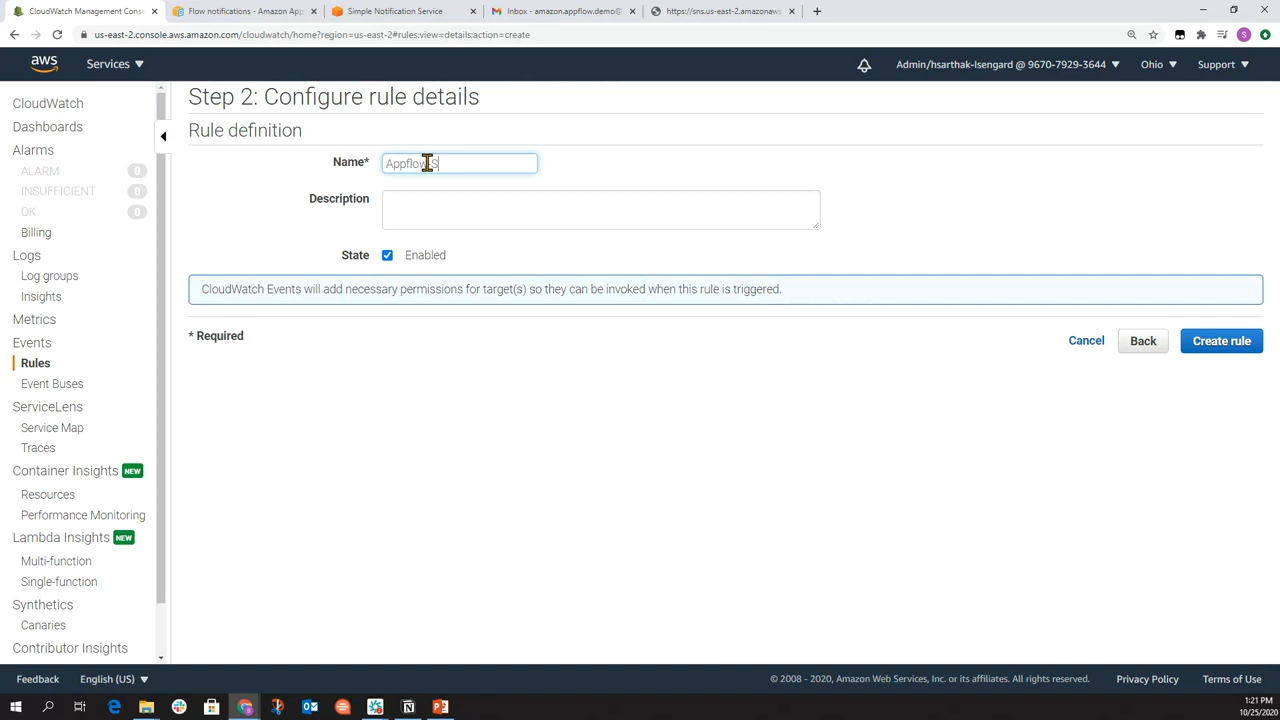 CloudWatch Management Cons
Flow notifications - Amazon App
Simple Notification Service
Inbox - amazon.appflow.demo@
https://sns.us-east-2.amazonaws
us-east-2.console.aws.amazon.com/cloudwatch/home?region=us-east-2#rules:view=details;action=create
S
aws
Services
Admin/hsarthak-Isengard @ 9670-7929-3644
Ohio
Support
CloudWatch
Dashboards
Alarms
ALARM 0
INSUFFICIENT 0
OK 0
Billing
Logs
Log groups
Insights
Metrics
Events
Rules
Event Buses
ServiceLens
Service Map
Traces
Container Insights NEW
Resources
Performance Monitoring
Lambda Insights NEW
Multi-function
Single-function
Synthetics
Canaries
Contributor Insights
Step 2: Configure rule details
Rule definition
Name*
Description
State Enabled
CloudWatch Events will add necessary permissions for target(s) so they can be invoked when this rule is triggered.
* Required
Cancel
Back
Create rule
Feedback
English (US)
© 2008 - 2020, Amazon Web Services, Inc. or its affiliates. All rights reserved.
Privacy Policy
Terms of Use
1:21 PM
10/25/2020